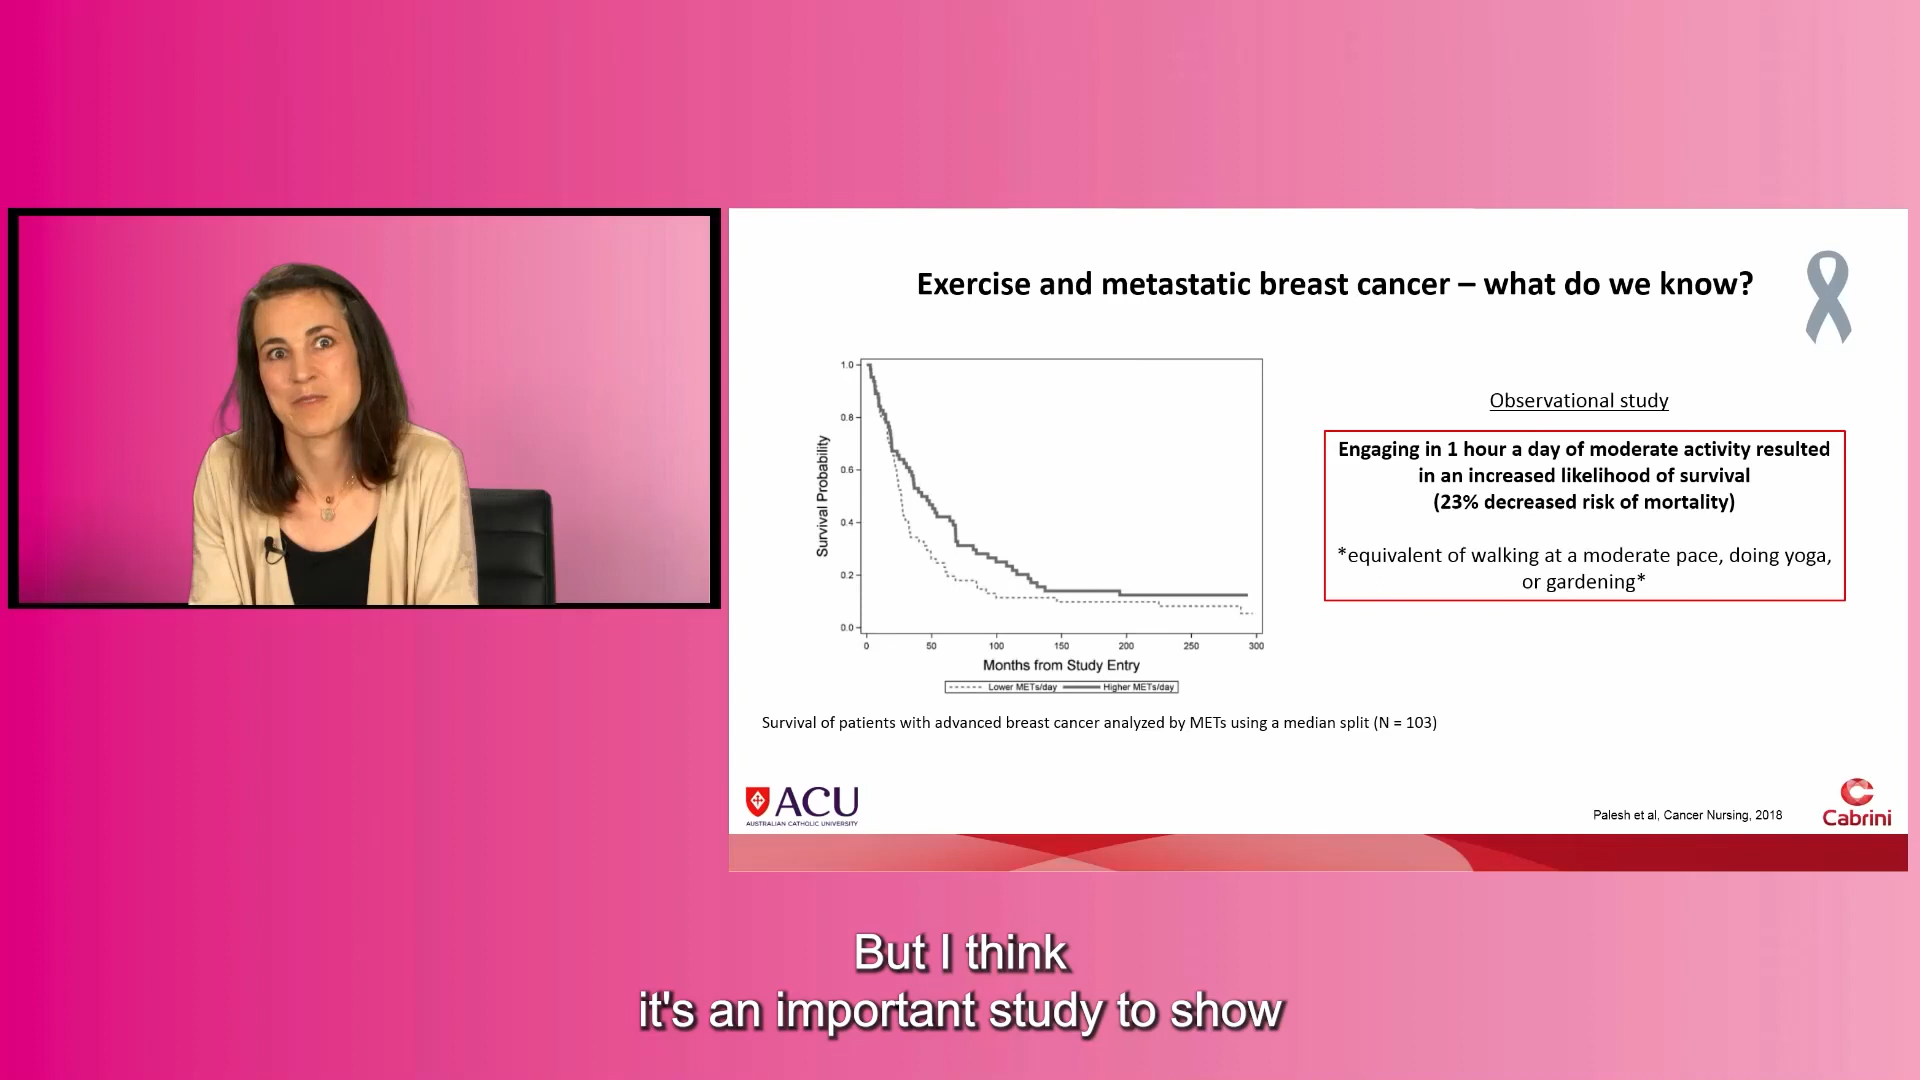 Exercise and metastatic breast cancer – what do we know?
1.0
0.8
0.6
0.4
0.2
0.0
Survival Probability
0 50 100 150 200 250 300
Months from Study Entry
Lower METs/day Higher METs/day
Survival of patients with advanced breast cancer analyzed by METs using a median split (N = 103)
Observational study
Engaging in 1 hour a day of moderate activity resulted
in an increased likelihood of survival
(23% decreased risk of mortality)
*equivalent of walking at a moderate pace, doing yoga,
or gardening*
ACU
AUSTRALIAN CATHOLIC UNIVERSITY
Palesh et al, Cancer Nursing, 2018
Cabrini
But I think
it's an important study to show